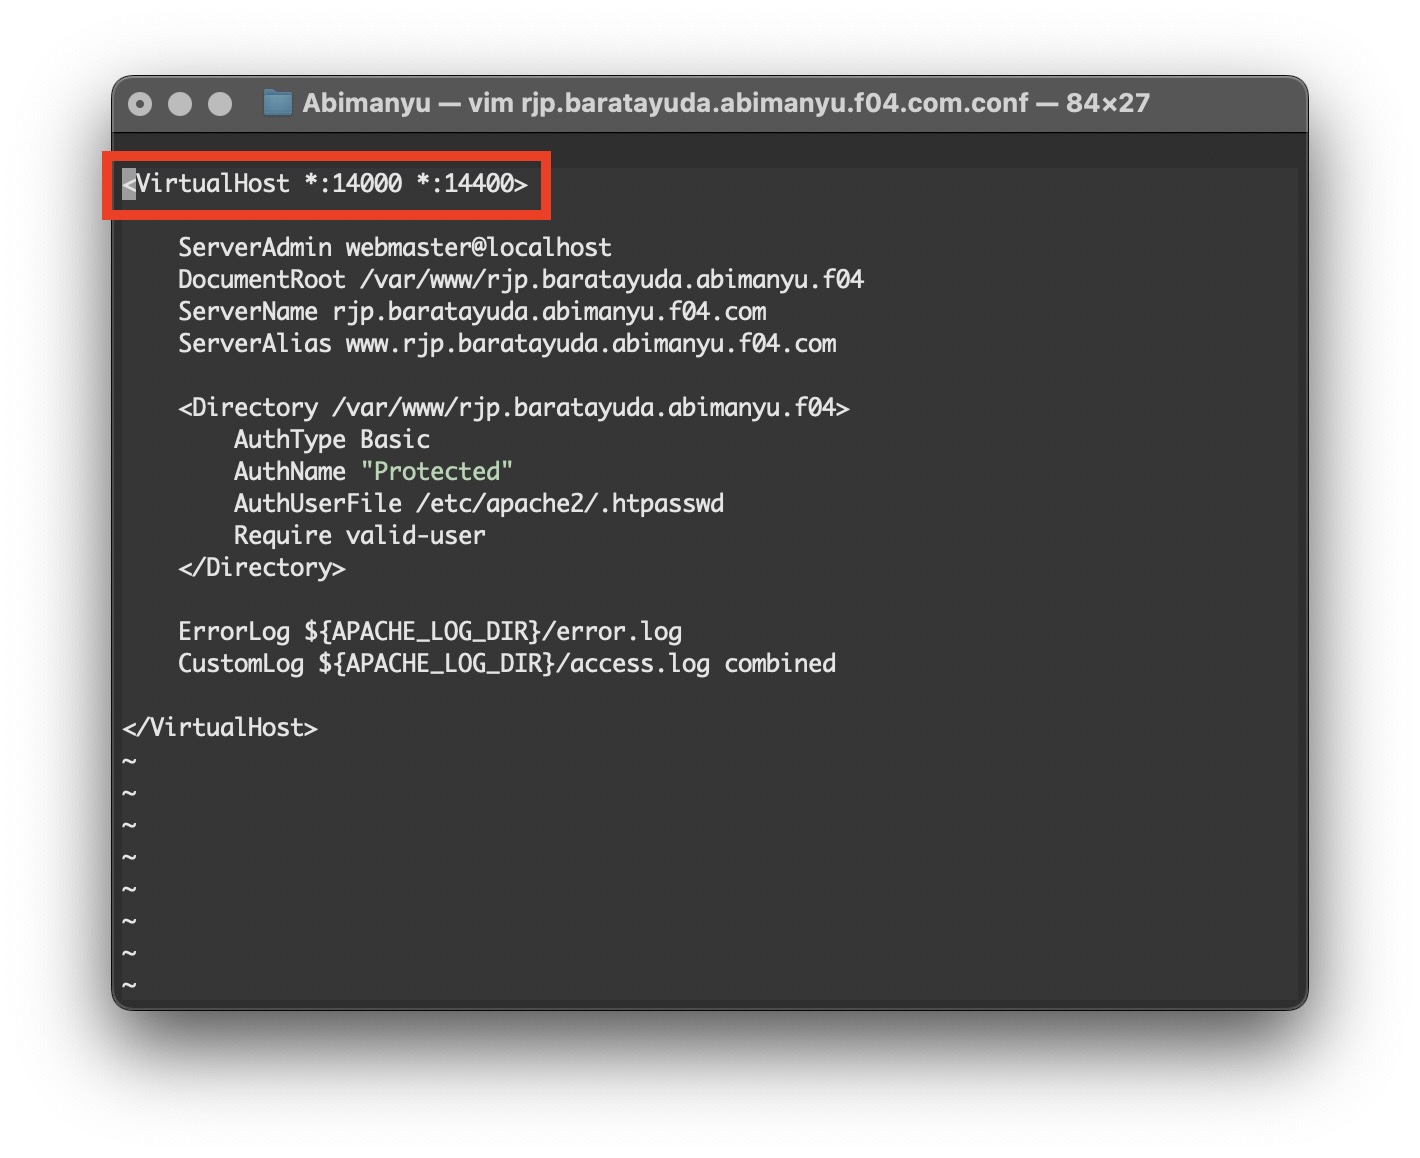 Abimanyu — vim rjp.baratayuda.abimanyu.f04.com.conf — 84×27
<VirtualHost *:14000 *:14400>
ServerAdmin webmaster@localhost
DocumentRoot /var/www/rjp.baratayuda.abimanyu.f04
ServerName rjp.baratayuda.abimanyu.f04.com
ServerAlias www.rjp.baratayuda.abimanyu.f04.com
<Directory /var/www/rjp.baratayuda.abimanyu.f04>
AuthType Basic
AuthName "Protected"
AuthUserFile /etc/apache2/.htpasswd
Require valid-user
</Directory>
ErrorLog ${APACHE_LOG_DIR}/error.log
CustomLog ${APACHE_LOG_DIR}/access.log combined
</VirtualHost>
~
~
~
~
~
~
~
~